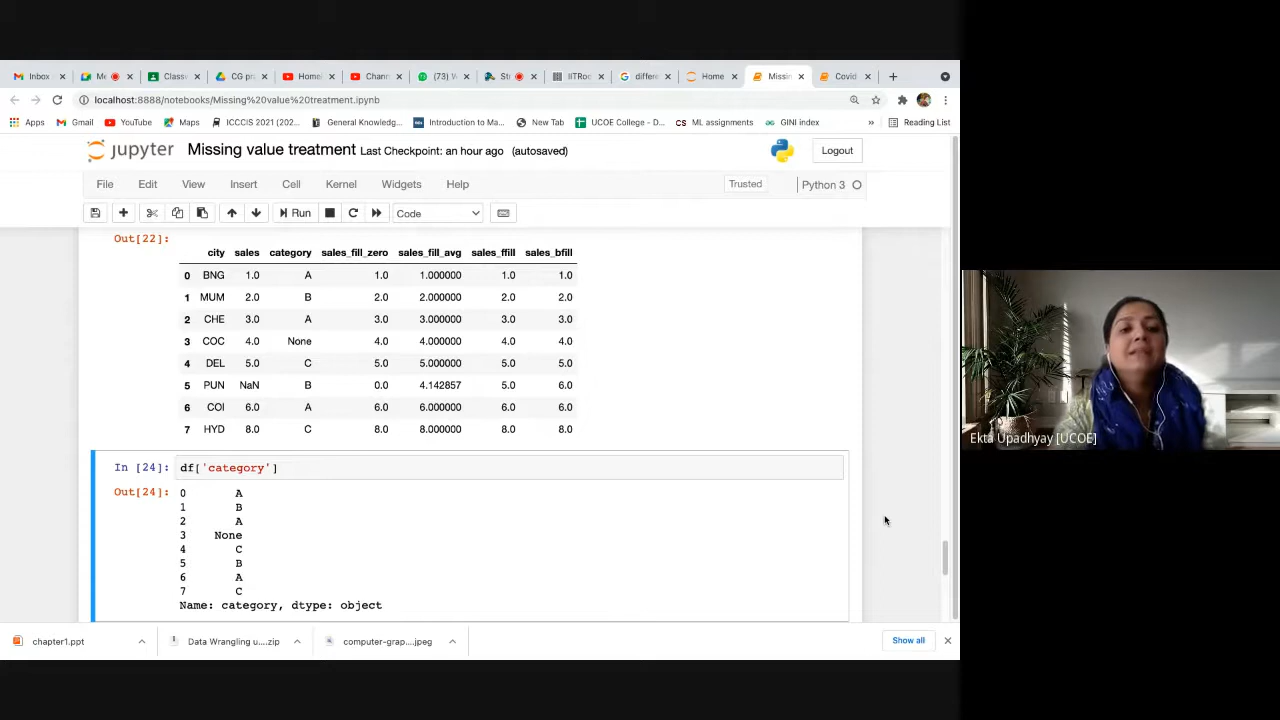 Inbox
Me
Classw
CG pra
Home
Chann
(73) W
St
IITRoo
differe
Home
Missin
Covid
localhost:8888/notebooks/Missing%20value%20treatment.ipynb
Apps
Gmail
YouTube
Maps
ICCCIS 2021 (202...
General Knowledg...
Introduction to Ma...
New Tab
UCOE College - D...
ML assignments
GINI index
»
Reading List
jupyter Missing value treatment Last Checkpoint: an hour ago (autosaved)
Logout
File Edit View Insert Cell Kernel Widgets Help
Trusted
Python 3
Run
Code
Out[22]:
city sales category sales_fill_zero sales_fill_avg sales_ffill sales_bfill
0 BNG 1.0 A 1.0 1.000000 1.0 1.0
1 MUM 2.0 B 2.0 2.000000 2.0 2.0
2 CHE 3.0 A 3.0 3.000000 3.0 3.0
3 COC 4.0 None 4.0 4.000000 4.0 4.0
4 DEL 5.0 C 5.0 5.000000 5.0 5.0
5 PUN NaN B 0.0 4.142857 5.0 6.0
6 COI 6.0 A 6.0 6.000000 6.0 6.0
7 HYD 8.0 C 8.0 8.000000 8.0 8.0
In [24]: df['category']
Out[24]:
0 A
1 B
2 A
3 None
4 C
5 B
6 A
7 C
Name: category, dtype: object
Ekta Upadhyay [UCOE]
chapter1.ppt
Data Wrangling u....zip
computer-grap....jpeg
Show all